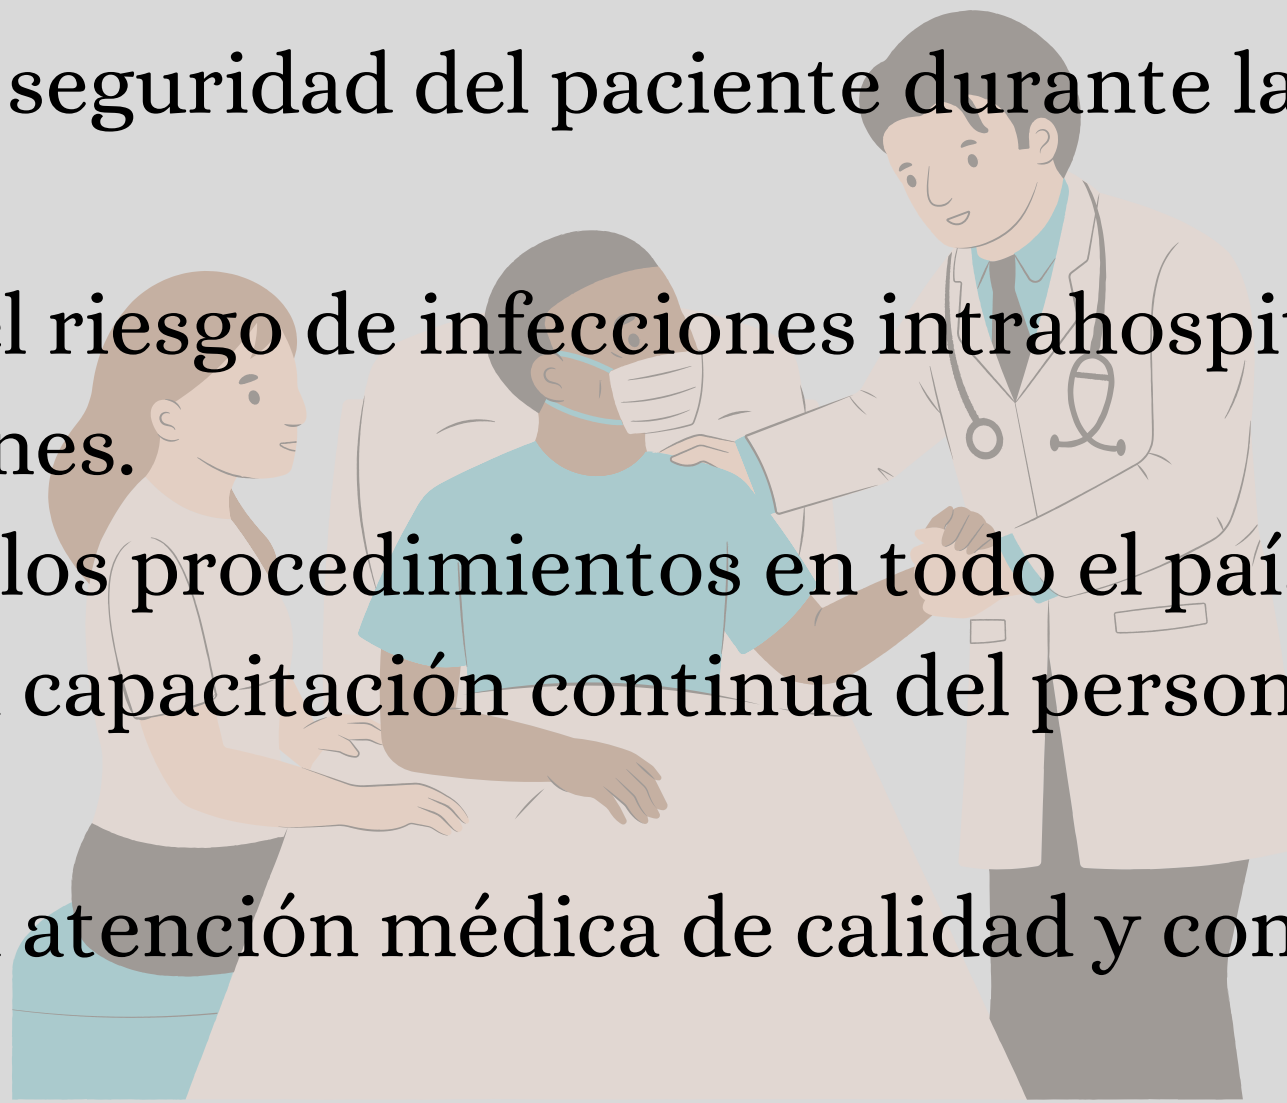 seguridad del paciente durante la
el riesgo de infecciones intrahospit
nes.
los procedimientos en todo el paí
capacitación continua del person
atención médica de calidad y con